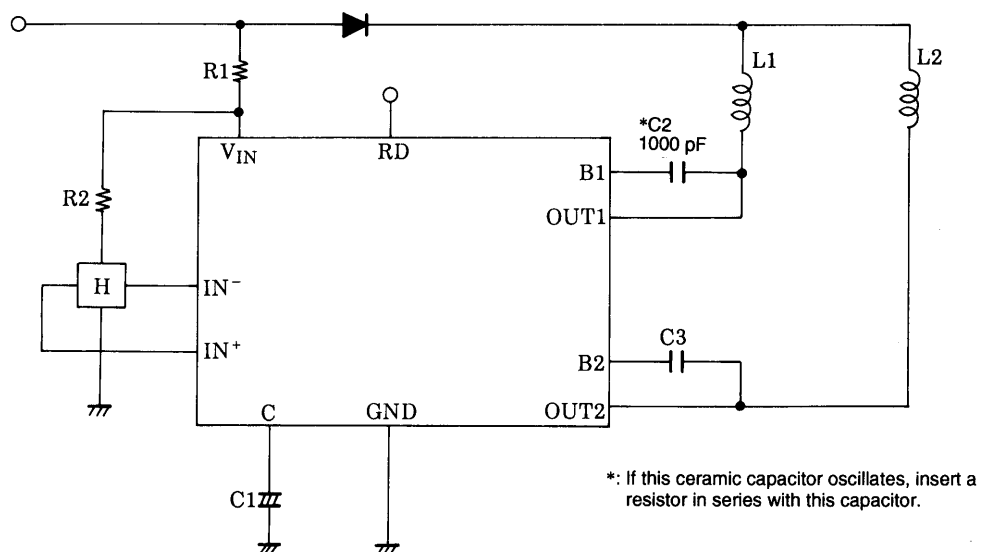 R1
L1
L2
*C2
1000 pF
VIN
RD
B1
R2
OUT1
H
IN−
IN+
C3
B2
C
GND
OUT2
C1
*: If this ceramic capacitor oscillates, insert a
resistor in series with this capacitor.